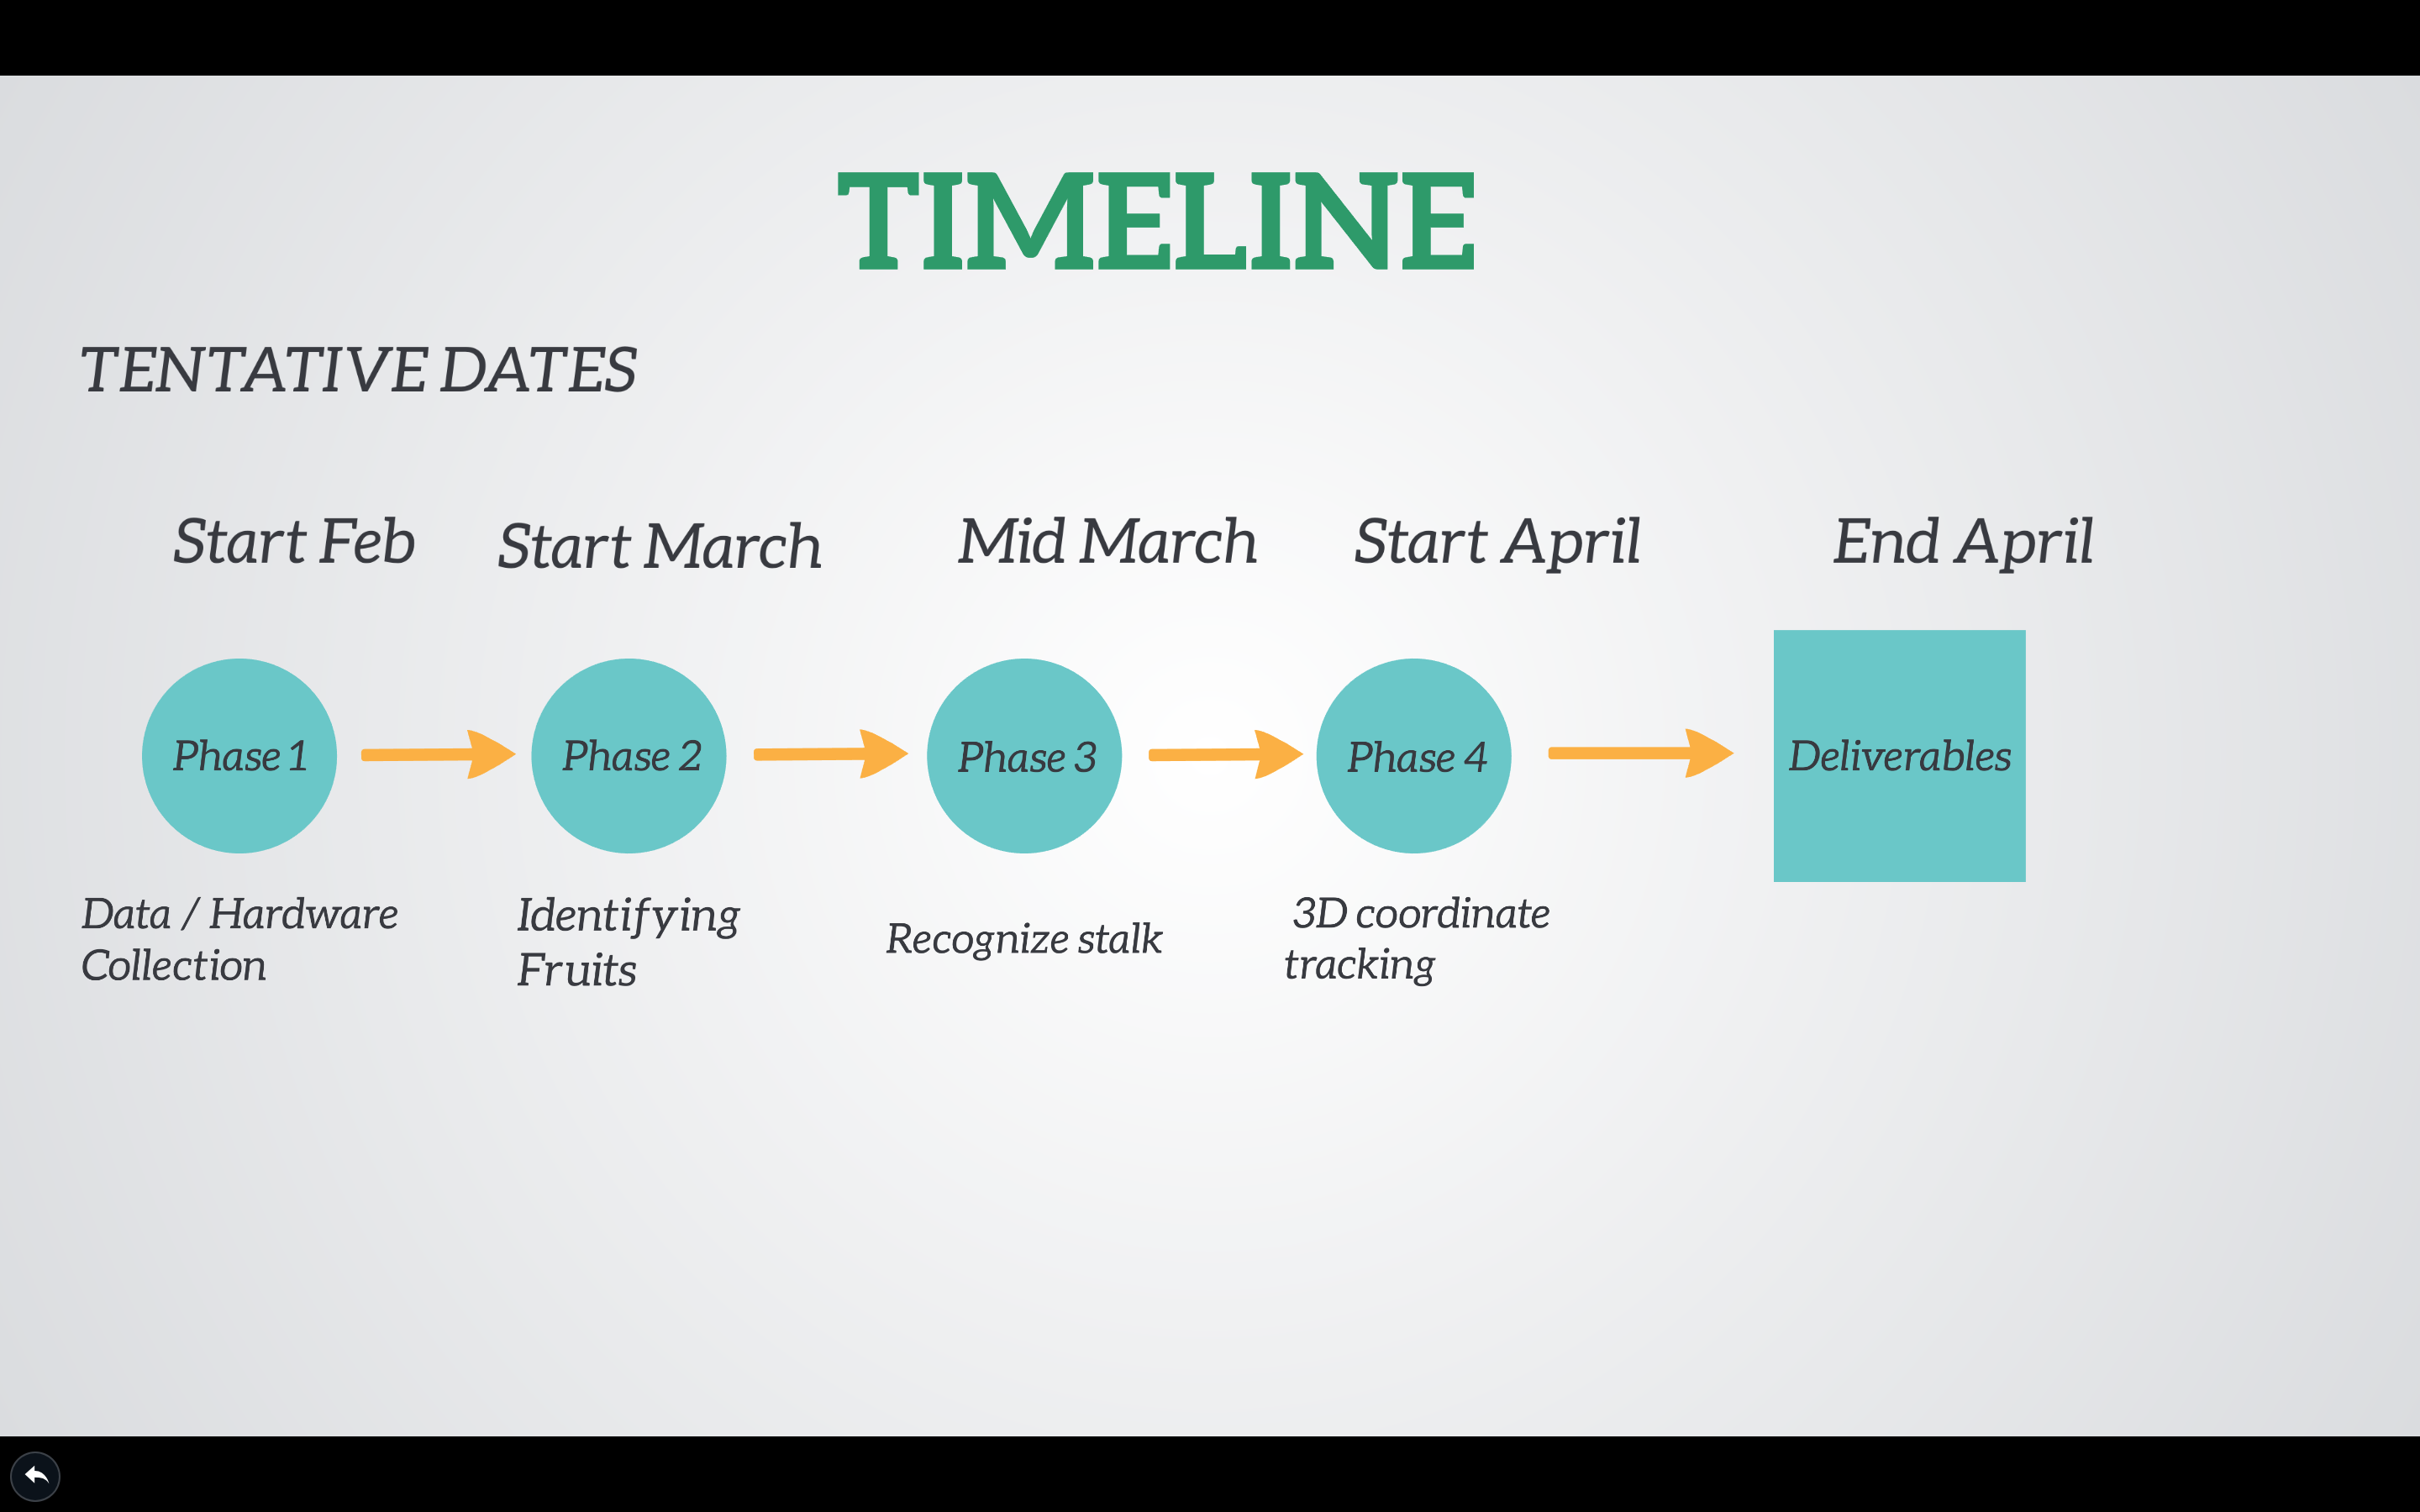 TIMELINE
TENTATIVE DATES
Start Feb
Start March
Mid March
Start April
End April
Phase 1
Phase 2
Phase 3
Phase 4
Deliverables
Data / Hardware
Collection
Identifying
Fruits
Recognize stalk
3D coordinate
tracking